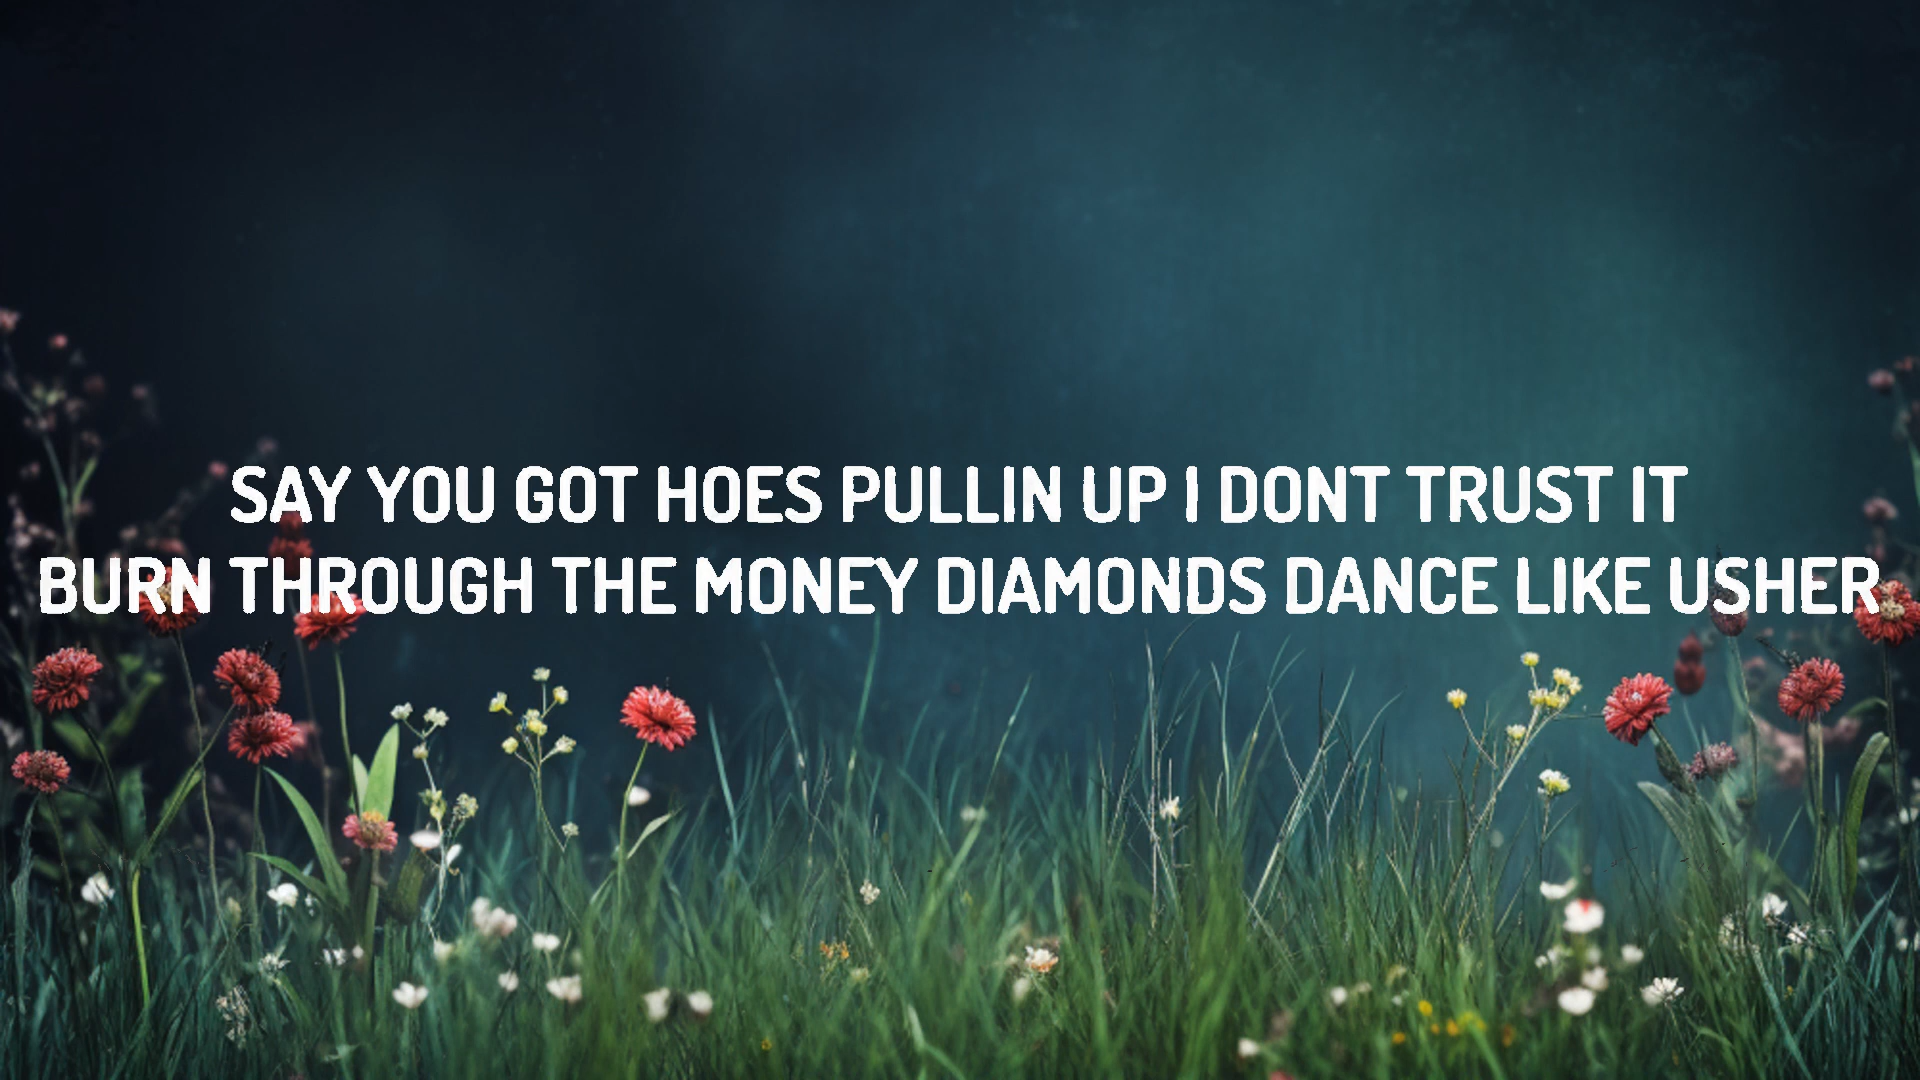 SAY YOU GOT HOES PULLIN UP I DONT TRUST IT
BURN THROUGH THE MONEY DIAMONDS DANCE LIKE USHER